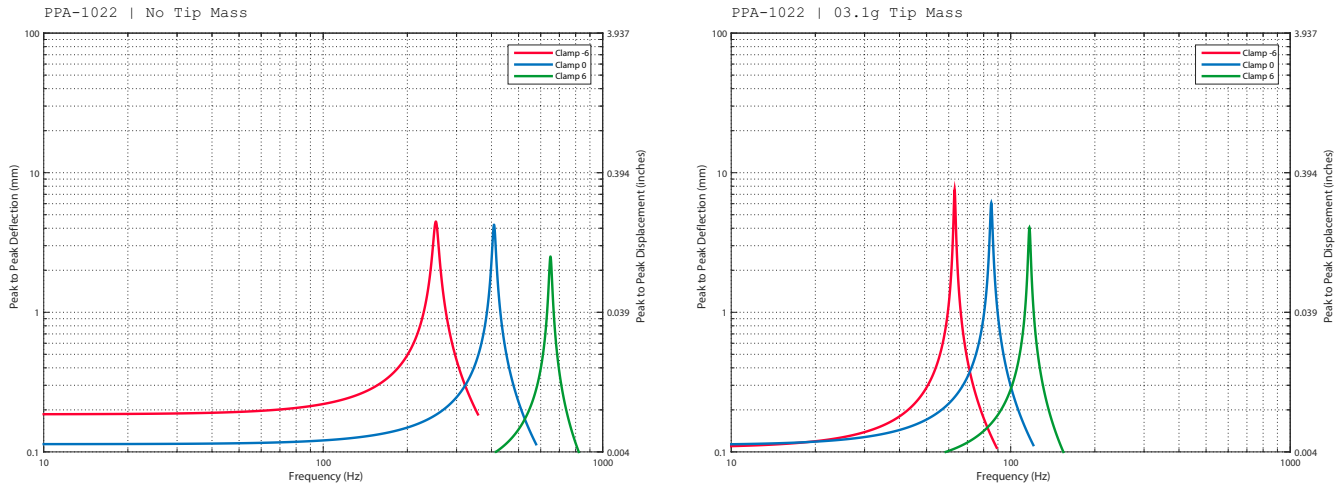 PPA-1022 | No Tip Mass
100
10
1
0.1
Peak to Peak Deflection (mm)
3.937
0.394
0.039
0.004
Peak to Peak Displacement (inches)
Clamp -6
Clamp 0
Clamp 6
10
100
1000
Frequency (Hz)
PPA-1022 | 03.1g Tip Mass
100
10
1
0.1
Peak to Peak Deflection (mm)
3.937
0.394
0.039
0.004
Peak to Peak Displacement (inches)
Clamp -6
Clamp 0
Clamp 6
10
100
1000
Frequency (Hz)